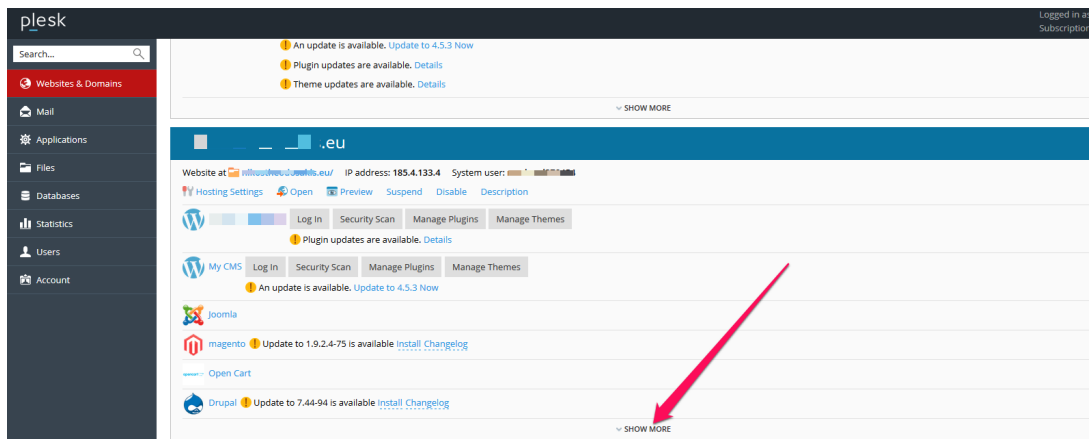 plesk
Logged in as
Subscription
Search...
Websites & Domains
Mail
Applications
Files
Databases
Statistics
Users
Account
An update is available. Update to 4.5.3 Now
Plugin updates are available. Details
Theme updates are available. Details
SHOW MORE
.eu
Website at .eu/ IP address: 185.4.133.4 System user:
Hosting Settings Open Preview Suspend Disable Description
Log In Security Scan Manage Plugins Manage Themes
Plugin updates are available. Details
My CMS Log In Security Scan Manage Plugins Manage Themes
An update is available. Update to 4.5.3 Now
Joomla
magento Update to 1.9.2.4-75 is available Install Changelog
Open Cart
Drupal Update to 7.44-94 is available Install Changelog
SHOW MORE